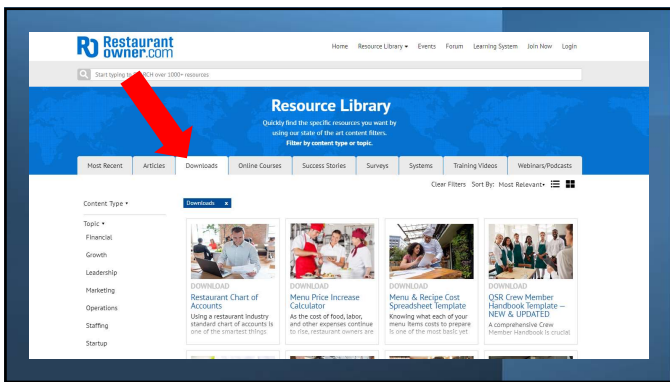 Restaurant
owner.com
Home Resource Library Events Forum Learning System Join Now Login
Start typing to SEARCH over 1000+ resources
Resource Library
Quickly find the specific resources you want by
using our state of the art content filters.
Filter by content type or topic.
Most Recent Articles Downloads Online Courses Success Stories Surveys Systems Training Videos Webinars/Podcasts
Clear Filters Sort By: Most Relevant
Content Type
Downloads x
Topic
Financial
Growth
Leadership
Marketing
Operations
Staffing
Startup
DOWNLOAD
Restaurant Chart of
Accounts
Using a restaurant industry
standard chart of accounts is
one of the smartest things
DOWNLOAD
Menu Price Increase
Calculator
As the cost of food, labor,
and other expenses continue
to rise, restaurant owners are
DOWNLOAD
Menu & Recipe Cost
Spreadsheet Template
Knowing what each of your
menu items costs to prepare
is one of the most basic yet
DOWNLOAD
QSR Crew Member
Handbook Template –
NEW & UPDATED
A comprehensive Crew
Member Handbook is crucial